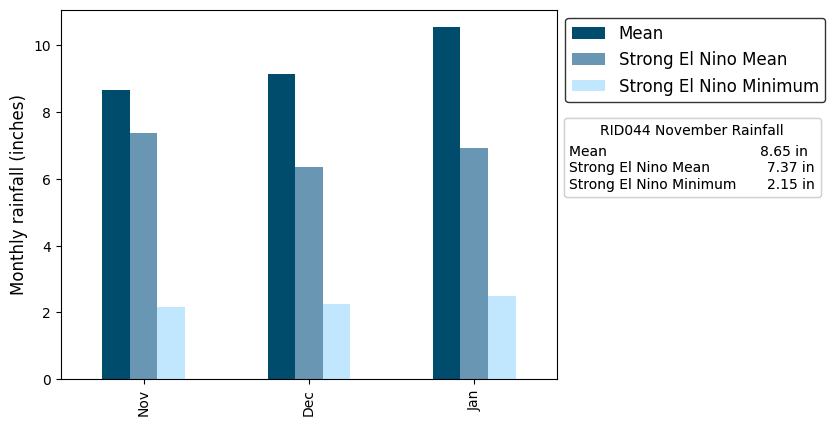 Monthly rainfall (inches)
10
8
6
4
2
0
Nov
Dec
Jan
Mean
Strong El Nino Mean
Strong El Nino Minimum
RID044 November Rainfall
Mean 8.65 in
Strong El Nino Mean 7.37 in
Strong El Nino Minimum 2.15 in